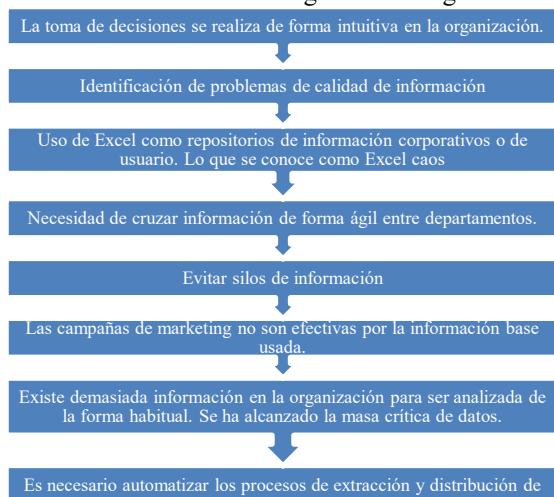 La toma de decisiones se realiza de forma intuitiva en la organización.
Identificación de problemas de calidad de información
Uso de Excel como repositorios de información corporativos o de
usuario. Lo que se conoce como Excel caos
Necesidad de cruzar información de forma ágil entre departamentos.
Evitar silos de información
Las campañas de marketing no son efectivas por la información base
usada.
Existe demasiada información en la organización para ser analizada de
la forma habitual. Se ha alcanzado la masa crítica de datos.
Es necesario automatizar los procesos de extracción y distribución de